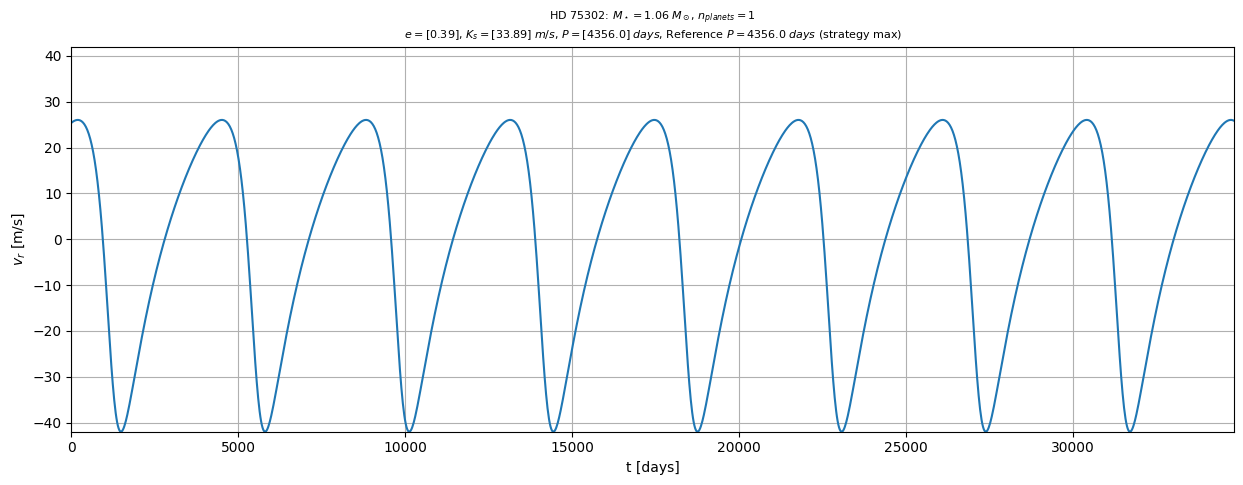 HD 75302: M⋆ = 1.06 M⊙, nplanets = 1
e = [0.39], Ks = [33.89] m/s, P = [4356.0] days, Reference P = 4356.0 days (strategy max)
40
30
20
10
0
−10
−20
−30
−40
vr [m/s]
0 5000 10000 15000 20000 25000 30000
t [days]